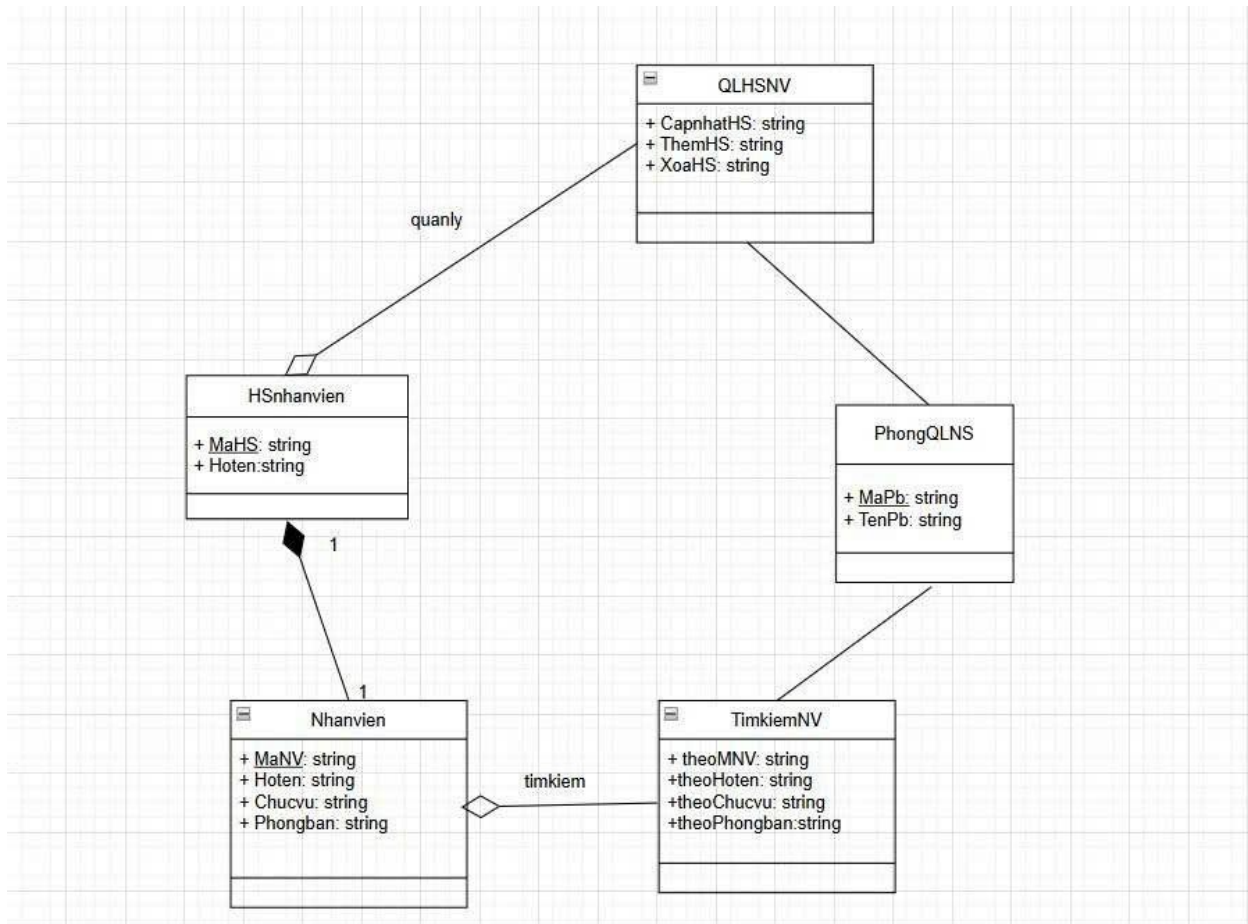 QLHSNV
+ CapnhatHS: string
+ ThemHS: string
+ XoaHS: string
quanly
HSnhanvien
+ MaHS: string
+ Hoten:string
1
PhongQLNS
+ MaPb: string
+ TenPb: string
1
Nhanvien
+ MaNV: string
+ Hoten: string
+ Chucvu: string
+ Phongban: string
timkiem
TimkiemNV
+ theoMNV: string
+theoHoten: string
+theoChucvu: string
+theoPhongban:string